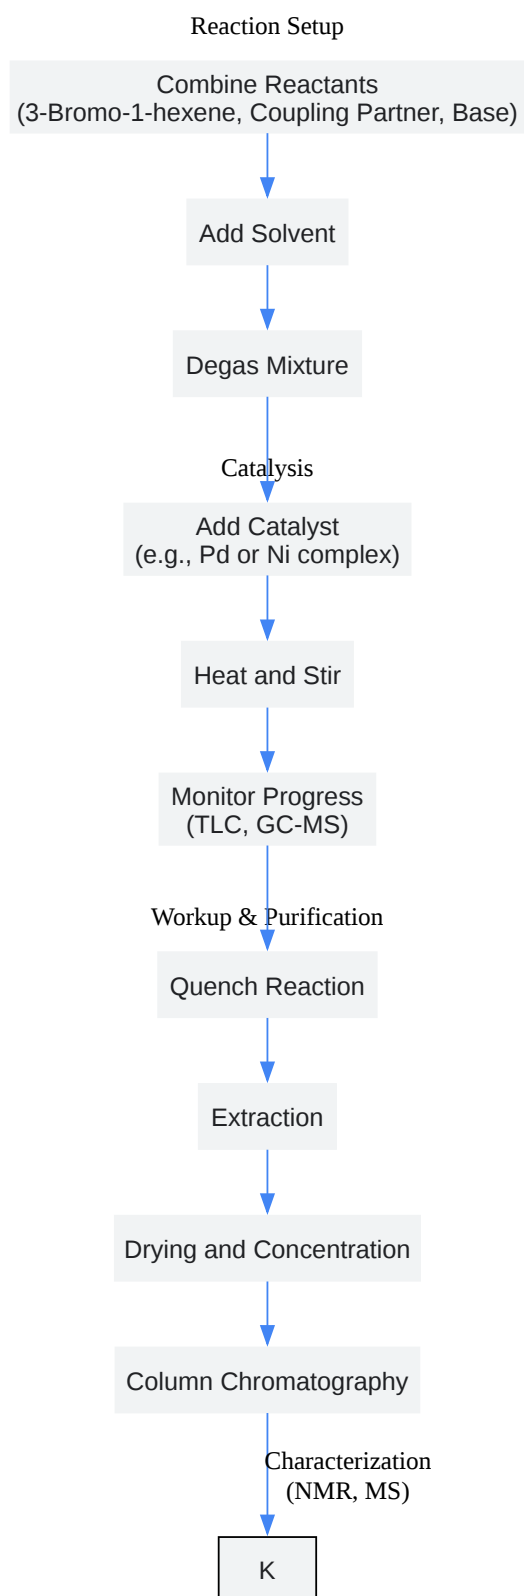 Reaction Setup
Combine Reactants
(3-Bromo-1-hexene, Coupling Partner, Base)
Add Solvent
Degas Mixture
Catalysis
Add Catalyst
(e.g., Pd or Ni complex)
Heat and Stir
Monitor Progress
(TLC, GC-MS)
Workup & Purification
Quench Reaction
Extraction
Drying and Concentration
Column Chromatography
Characterization
(NMR, MS)
K